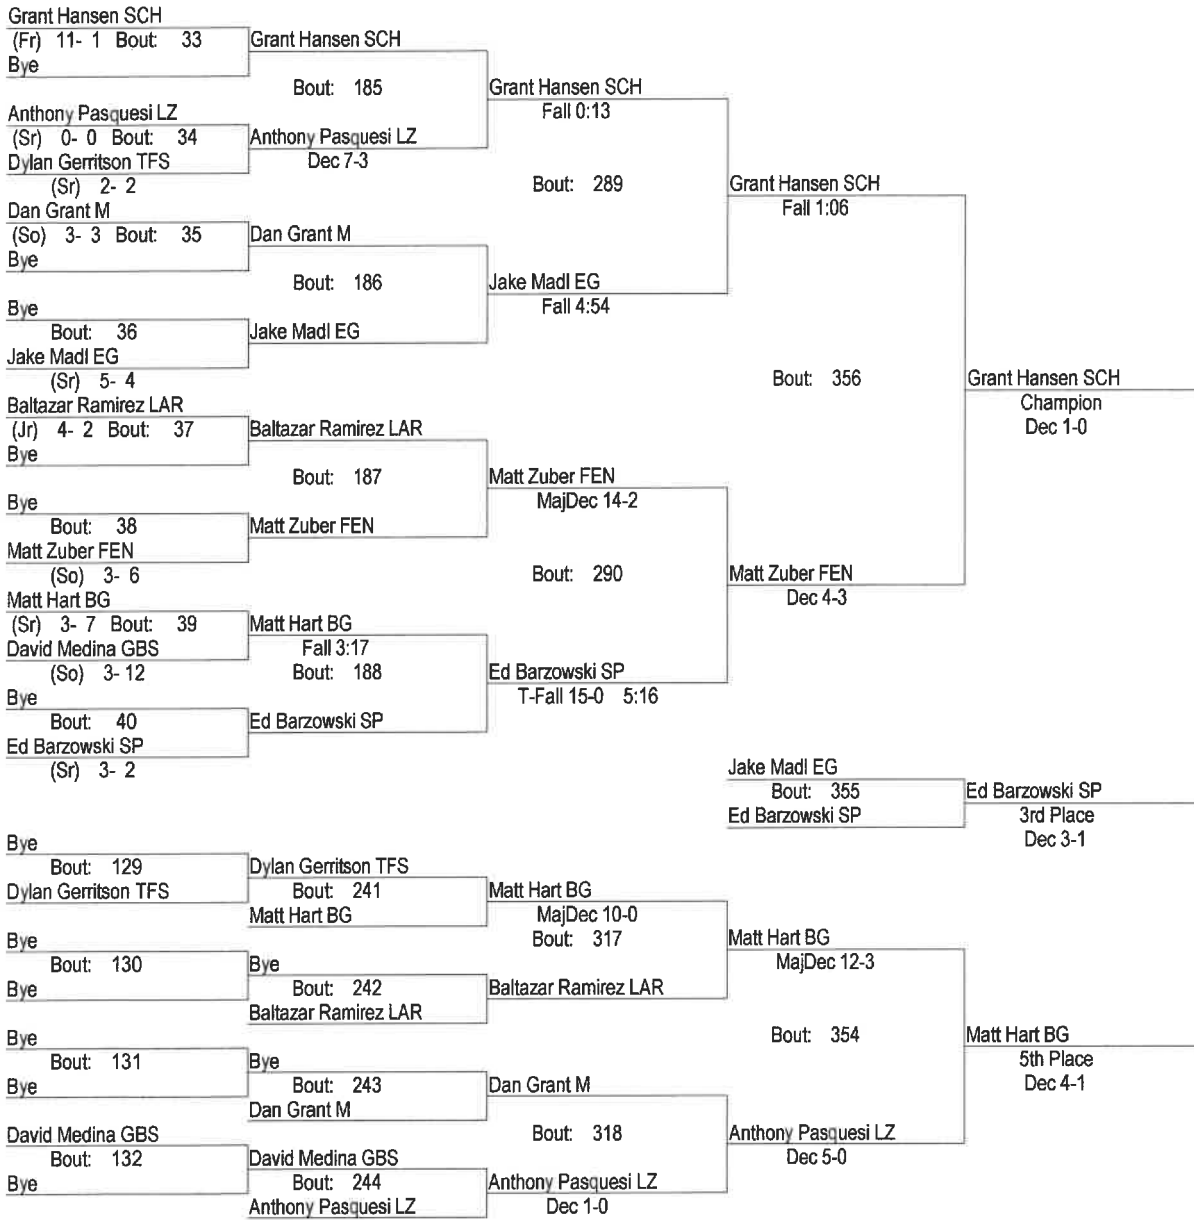 Grant Hansen SCH
(Fr) 11- 1 Bout: 33
Bye
Grant Hansen SCH
Bout: 185
Anthony Pasquesi LZ
(Sr) 0- 0 Bout: 34
Dylan Gerritson TFS
(Sr) 2- 2
Anthony Pasquesi LZ
Dec 7-3
Grant Hansen SCH
Fall 0:13
Bout: 289
Dan Grant M
(So) 3- 3 Bout: 35
Bye
Dan Grant M
Bout: 186
Bye
Bout: 36
Jake Madl EG
(Sr) 5- 4
Jake Madl EG
Jake Madl EG
Fall 4:54
Grant Hansen SCH
Fall 1:06
Bout: 356
Baltazar Ramirez LAR
(Jr) 4- 2 Bout: 37
Bye
Baltazar Ramirez LAR
Bout: 187
Bye
Bout: 38
Matt Zuber FEN
(So) 3- 6
Matt Zuber FEN
Matt Zuber FEN
MajDec 14-2
Bout: 290
Matt Hart BG
(Sr) 3- 7 Bout: 39
David Medina GBS
(So) 3- 12
Matt Hart BG
Fall 3:17
Bout: 188
Bye
Bout: 40
Ed Barzowski SP
(Sr) 3- 2
Ed Barzowski SP
Ed Barzowski SP
T-Fall 15-0 5:16
Matt Zuber FEN
Dec 4-3
Grant Hansen SCH
Champion
Dec 1-0
Jake Madl EG
Bout: 355
Ed Barzowski SP
Ed Barzowski SP
3rd Place
Dec 3-1
Bye
Bout: 129
Dylan Gerritson TFS
Dylan Gerritson TFS
Bout: 241
Matt Hart BG
Matt Hart BG
MajDec 10-0
Bout: 317
Bye
Bout: 130
Bye
Bye
Bout: 242
Baltazar Ramirez LAR
Baltazar Ramirez LAR
Matt Hart BG
MajDec 12-3
Bout: 354
Bye
Bout: 131
Bye
Bye
Bout: 243
Dan Grant M
Dan Grant M
Bout: 318
David Medina GBS
Bout: 132
Bye
David Medina GBS
Bout: 244
Anthony Pasquesi LZ
Anthony Pasquesi LZ
Dec 1-0
Anthony Pasquesi LZ
Dec 5-0
Matt Hart BG
5th Place
Dec 4-1